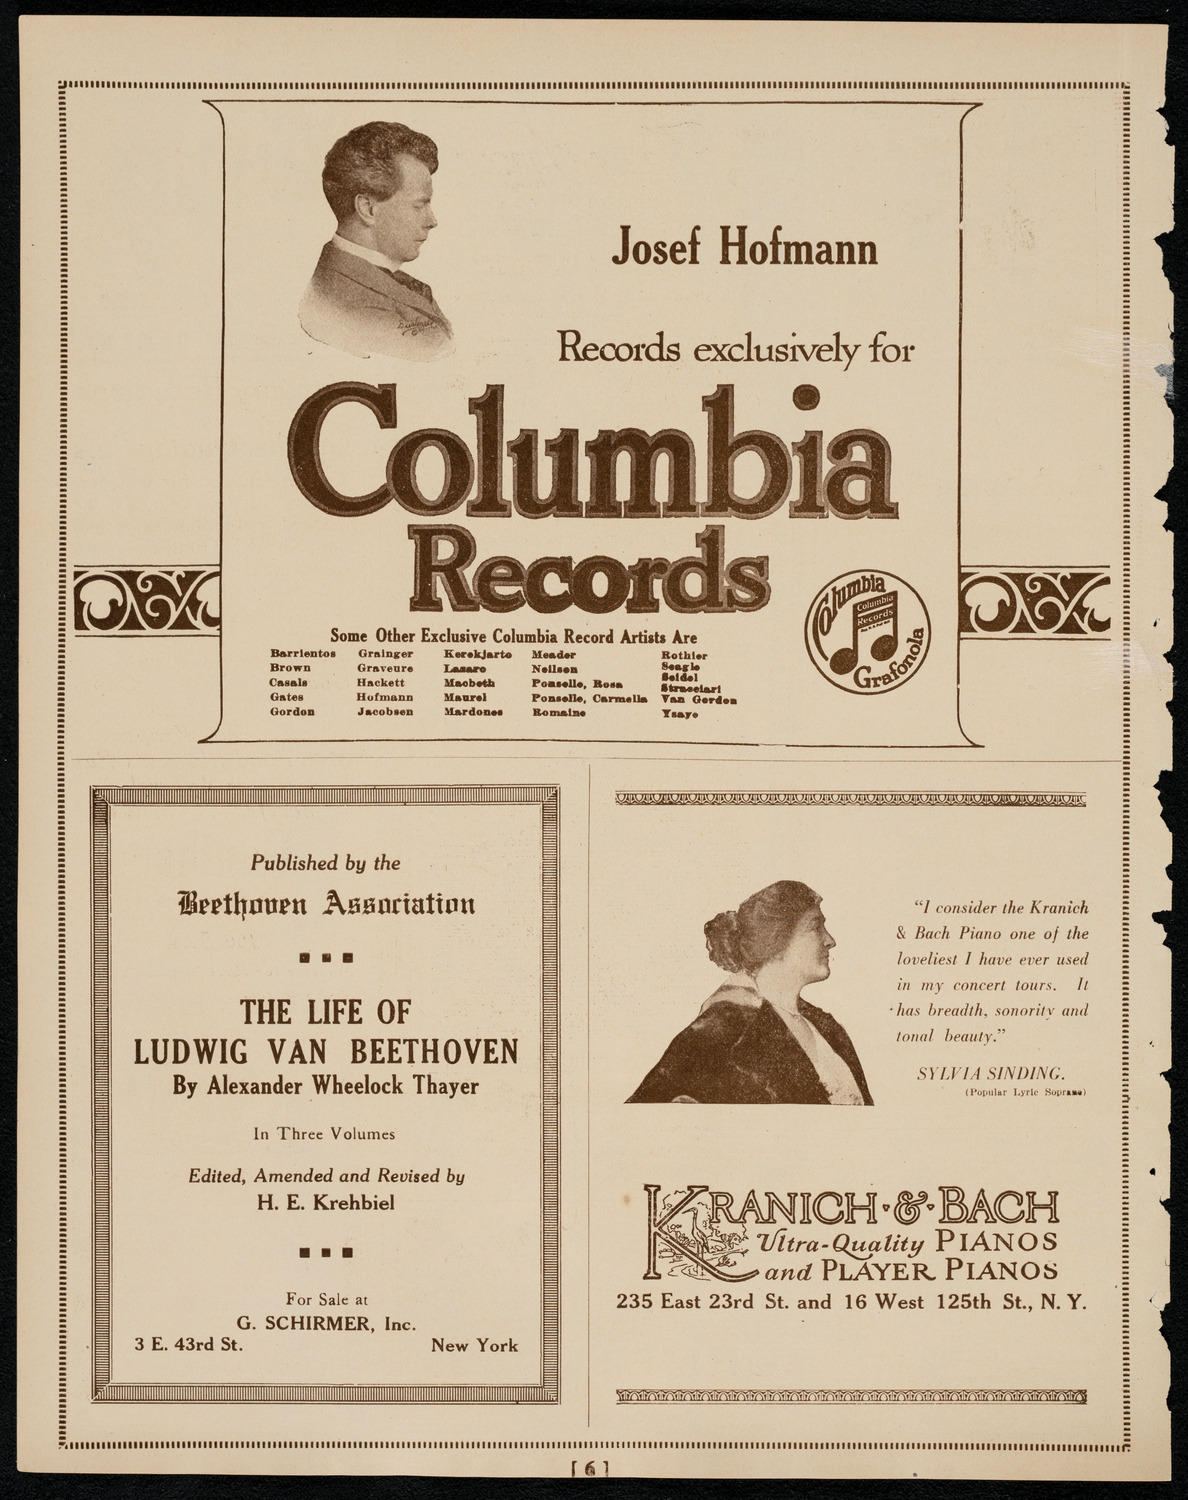 Josef Hofmann
Records exclusively for
Columbia
Records
Columbia
Columbia
Records
Grafonola
Some Other Exclusive Columbia Record Artists Are
Barrientos Grainger Kerekjarto Meader Rothier
Brown Graveure Lazaro Neilsen Seagle
Seidel
Casals Hackett Macbeth Ponselle, Rosa Stracciari
Gates Hofmann Maurel Ponselle, Carmella Van Gordon
Gordon Jacobsen Mardones Romaine Ysaye
Published by the
Beethoven Association
THE LIFE OF
LUDWIG VAN BEETHOVEN
By Alexander Wheelock Thayer
In Three Volumes
Edited, Amended and Revised by
H. E. Krehbiel
For Sale at
G. SCHIRMER, Inc.
3 E. 43rd St. New York
"I consider the Kranich
& Bach Piano one of the
loveliest I have ever used
in my concert tours. It
has breadth, sonority and
tonal beauty."
SYLVIA SINDING.
(Popular Lyric Soprano)
KRANICH·&·BACH
Ultra-Quality PIANOS
and PLAYER PIANOS
235 East 23rd St. and 16 West 125th St., N. Y.
[ 6 ]